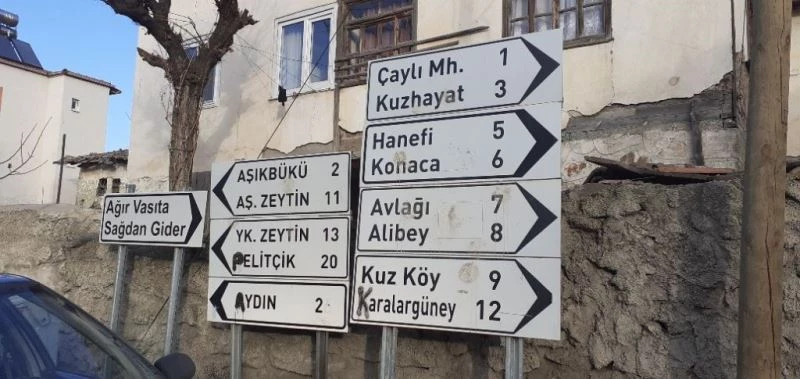 Ağır Vasıta
Sağdan Gider
AŞIKBÜKÜ 2
AŞ. ZEYTİN 11
YK. ZEYTİN 13
PELİTÇİK 20
AYDIN 2
Çaylı Mh. 1
Kuzhayat 3
Hanefi 5
Konaca 6
Avlağı 7
Alibey 8
Kuz Köy 9
Karalargüney 12